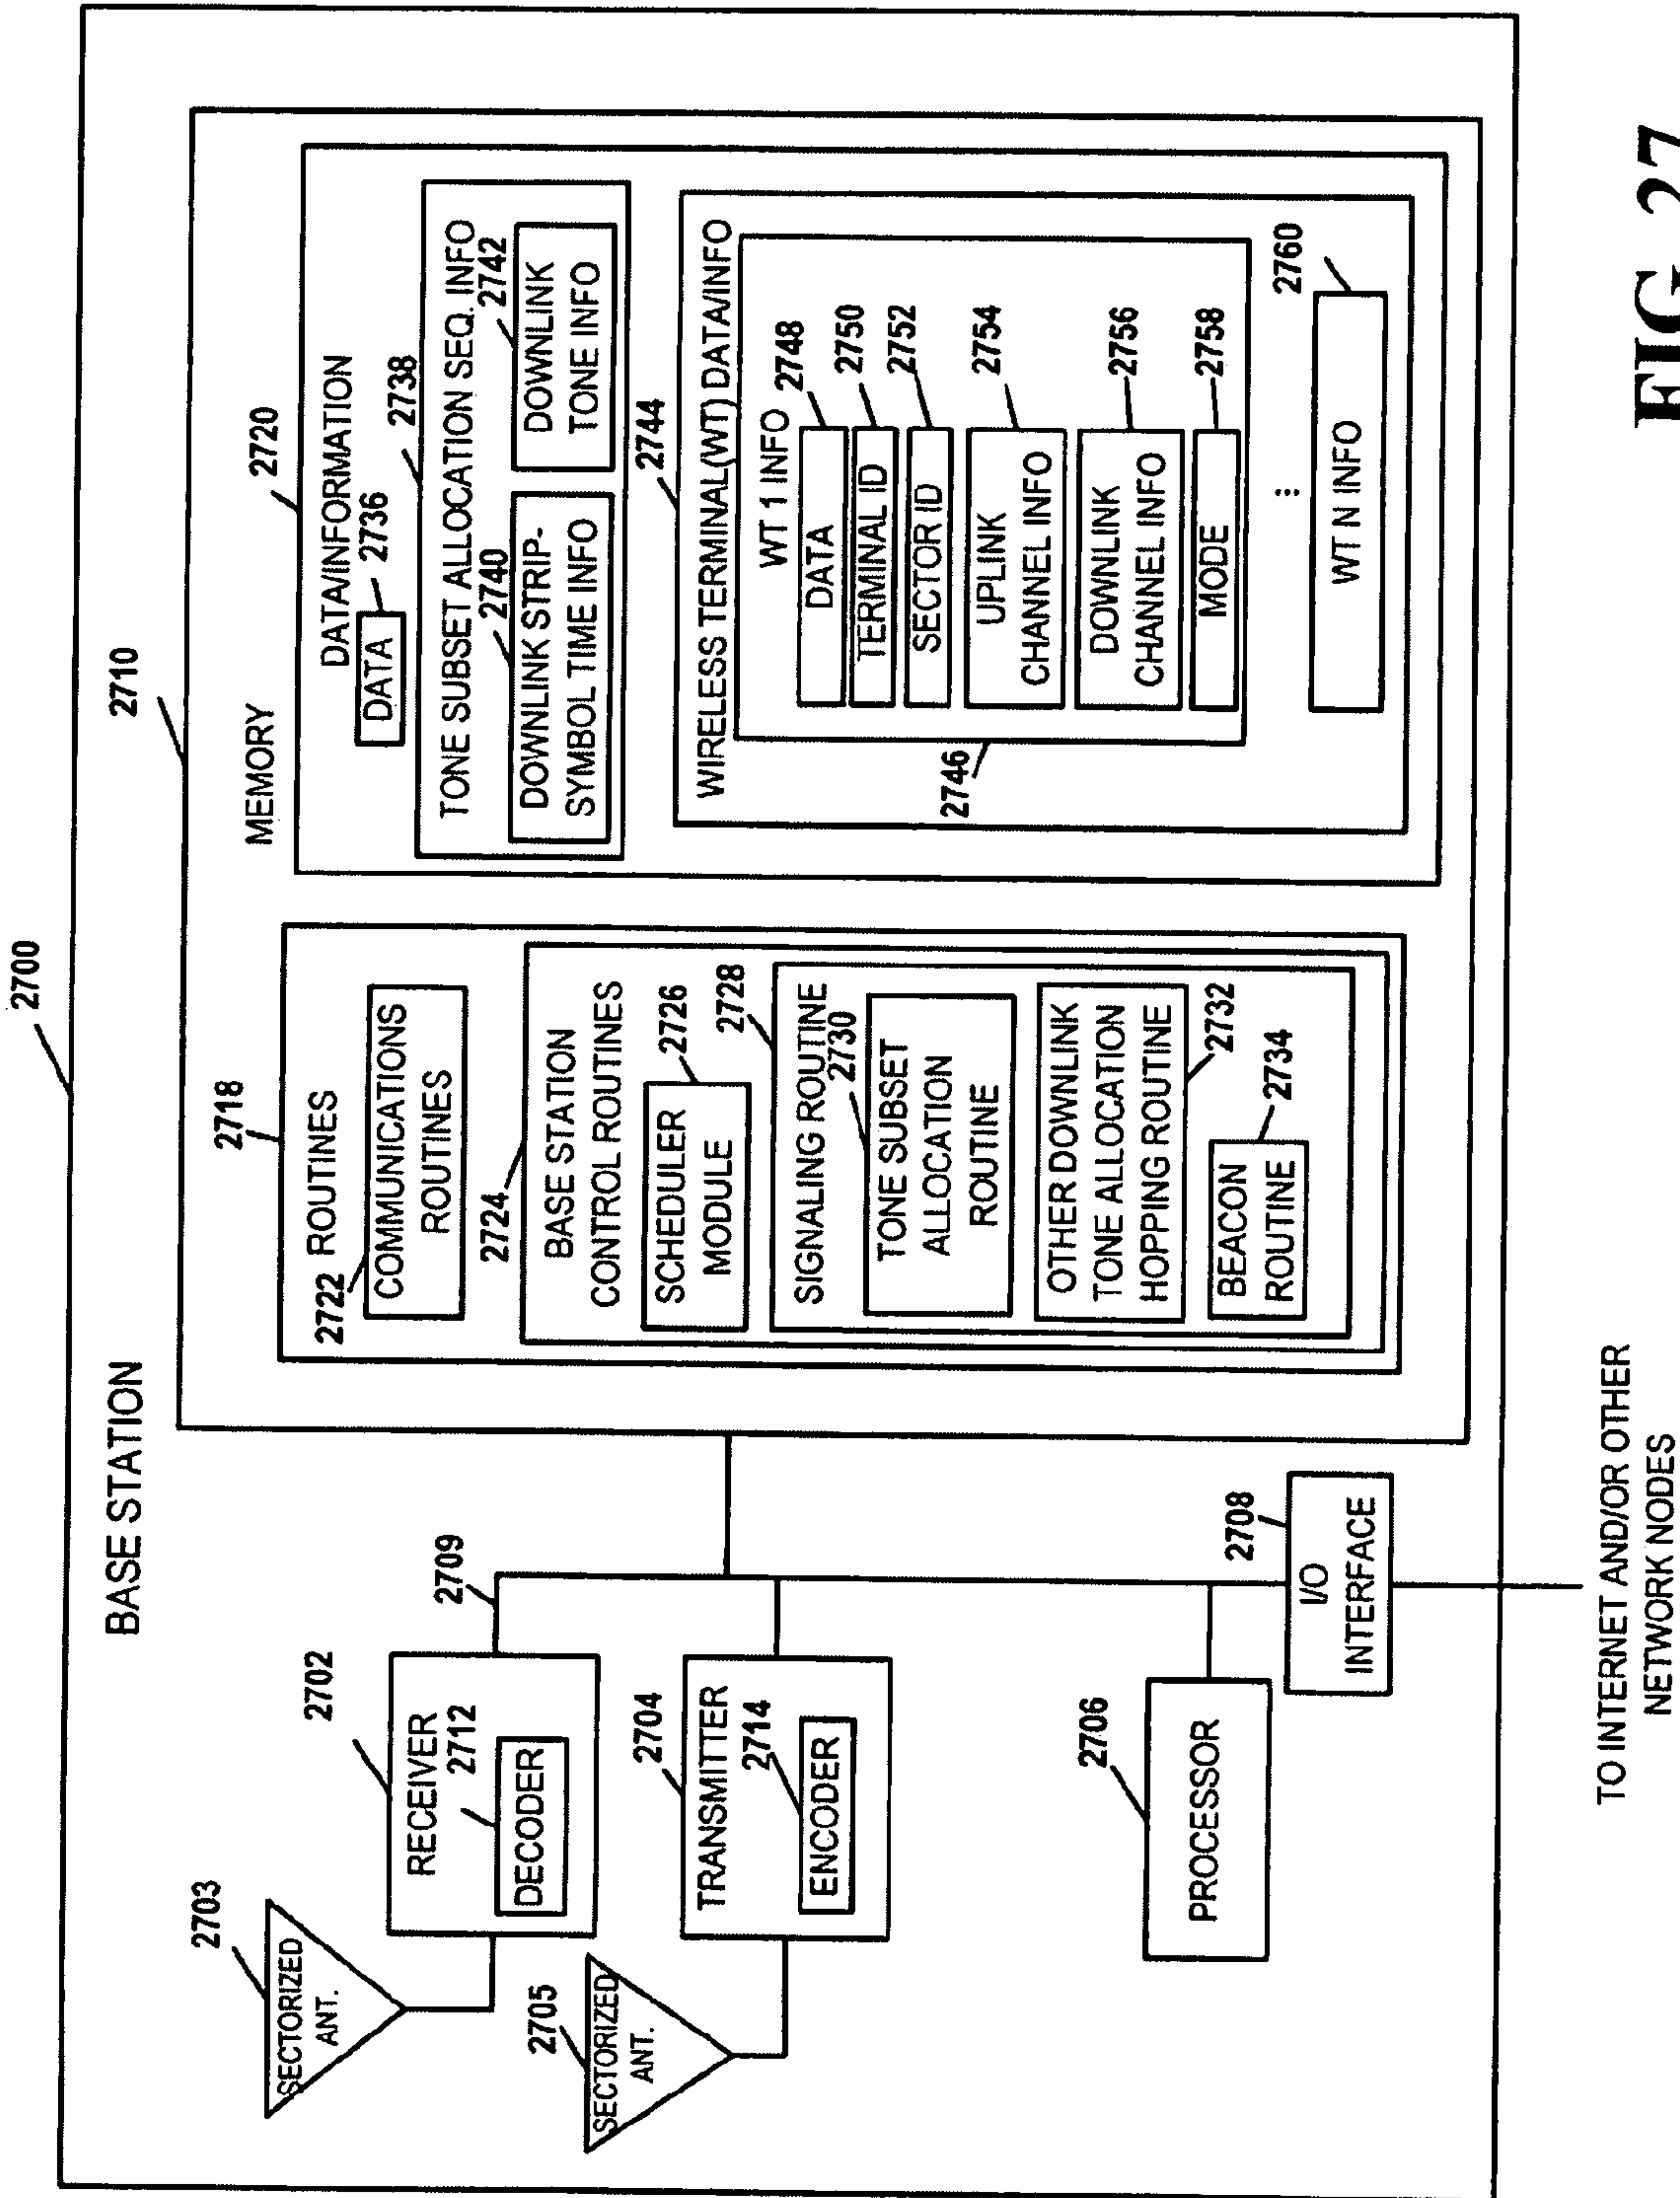 2700
BASE STATION
2710
MEMORY
2703
SECTORIZED
ANT.
2702
RECEIVER
2712
DECODER
2709
2705
SECTORIZED
ANT.
2704
TRANSMITTER
2714
ENCODER
2706
PROCESSOR
2708
I/O
INTERFACE
TO INTERNET AND/OR OTHER
NETWORK NODES
2718
ROUTINES
2722
COMMUNICATIONS
ROUTINES
2724
BASE STATION
CONTROL ROUTINES
2726
SCHEDULER
MODULE
2728
SIGNALING ROUTINE
2730
TONE SUBSET
ALLOCATION
ROUTINE
OTHER DOWNLINK
TONE ALLOCATION
HOPPING ROUTINE
2732
BEACON
ROUTINE
2734
2720
DATA/INFORMATION
DATA
2736
2738
TONE SUBSET ALLOCATION SEQ. INFO
2740
DOWNLINK STRIP-
SYMBOL TIME INFO
2742
DOWNLINK
TONE INFO
2744
WIRELESS TERMINAL(WT) DATA/INFO
2746
WT 1 INFO
DATA
2748
TERMINAL ID
2750
SECTOR ID
2752
UPLINK
CHANNEL INFO
2754
DOWNLINK
CHANNEL INFO
2756
MODE
2758
...
WT N INFO
2760
FIG 27